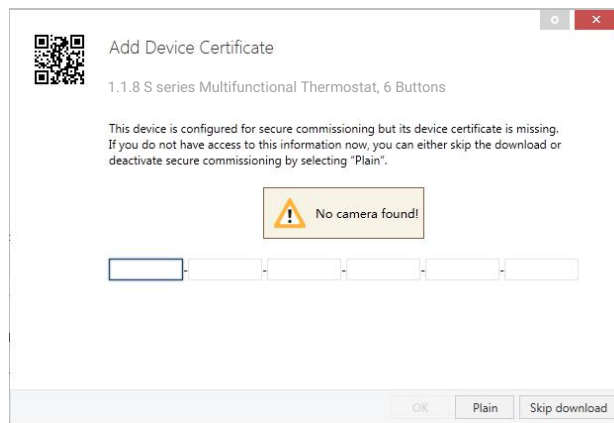 Add Device Certificate
1.1.8 S series Multifunctional Thermostat, 6 Buttons
This device is configured for secure commissioning but its device certificate is missing.
If you do not have access to this information now, you can either skip the download or
deactivate secure commissioning by selecting “Plain”.
No camera found!
- - - - -
OK Plain Skip download